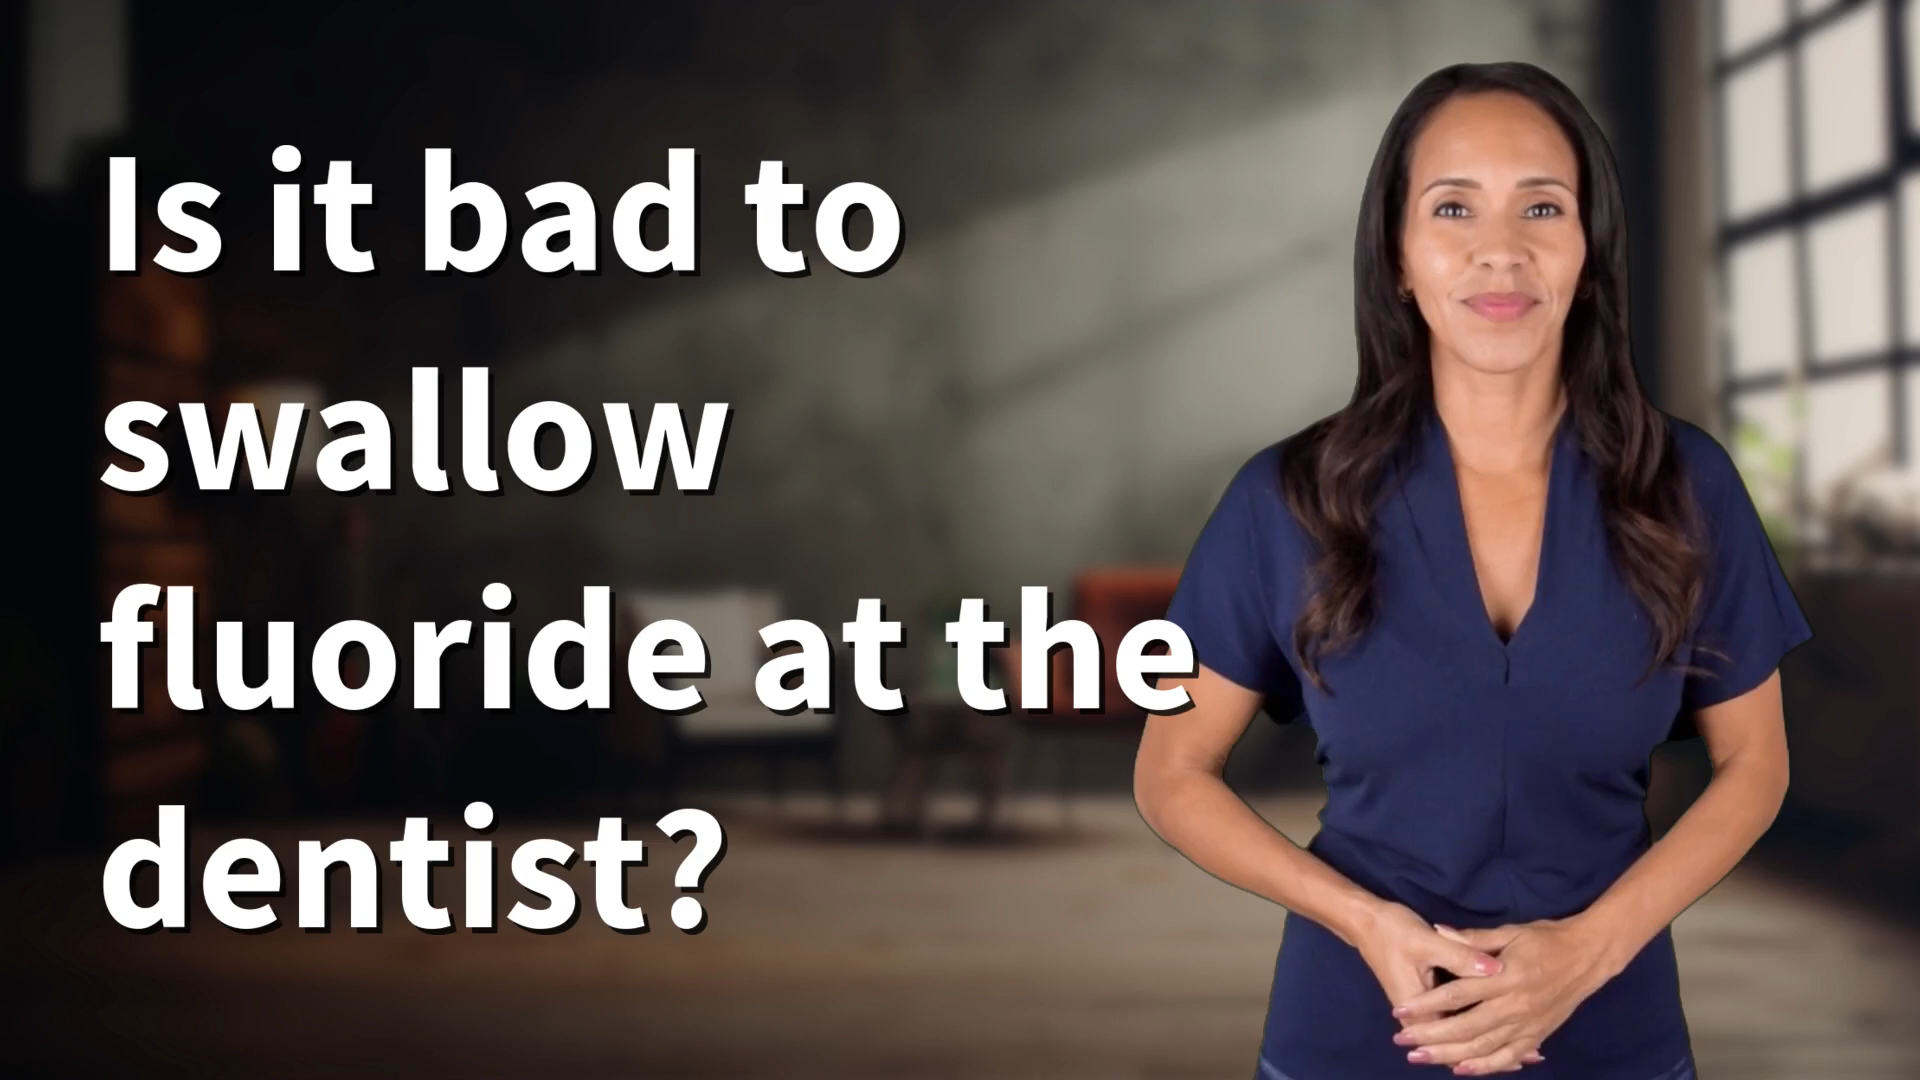 Is it bad to
swallow
fluoride at the
dentist?